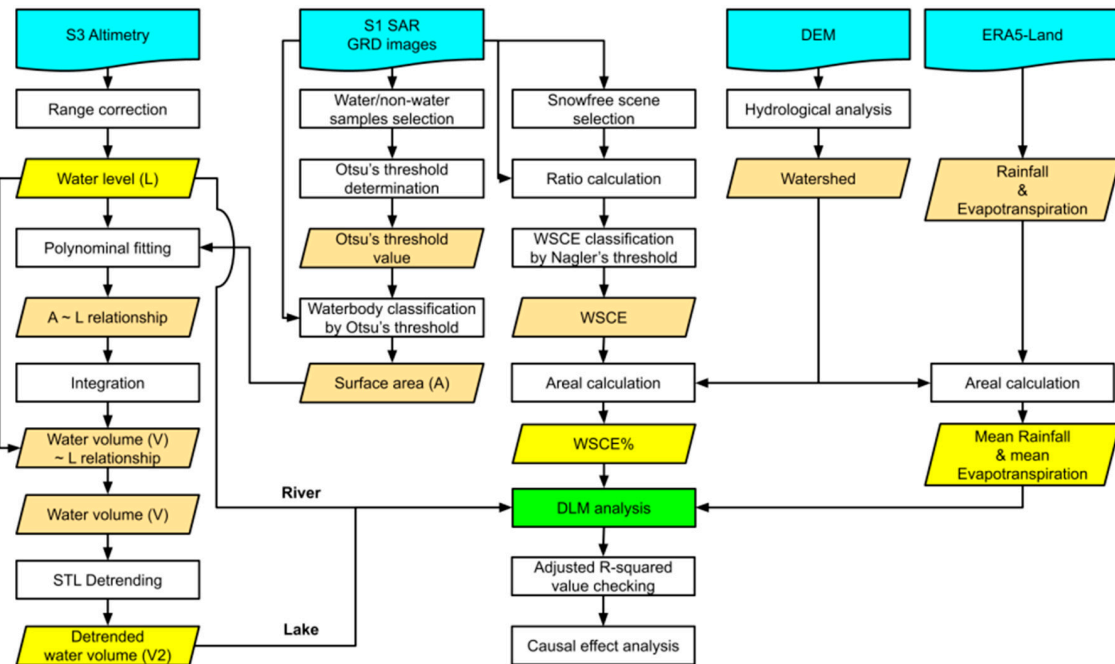 S3 Altimetry
Range correction
Water level (L)
Polynominal fitting
A ~ L relationship
Integration
Water volume (V)
~ L relationship
Water volume (V)
STL Detrending
Detrended
water volume (V2)
River
Lake
S1 SAR
GRD images
Water/non-water
samples selection
Otsu's threshold
determination
Otsu's threshold
value
Waterbody classification
by Otsu's threshold
Surface area (A)
Snowfree scene
selection
Ratio calculation
WSCE classification
by Nagler's threshold
WSCE
Areal calculation
WSCE%
DLM analysis
Adjusted R-squared
value checking
Causal effect analysis
DEM
Hydrological analysis
Watershed
ERA5-Land
Rainfall
&
Evapotranspiration
Areal calculation
Mean Rainfall
& mean
Evapotranspiration